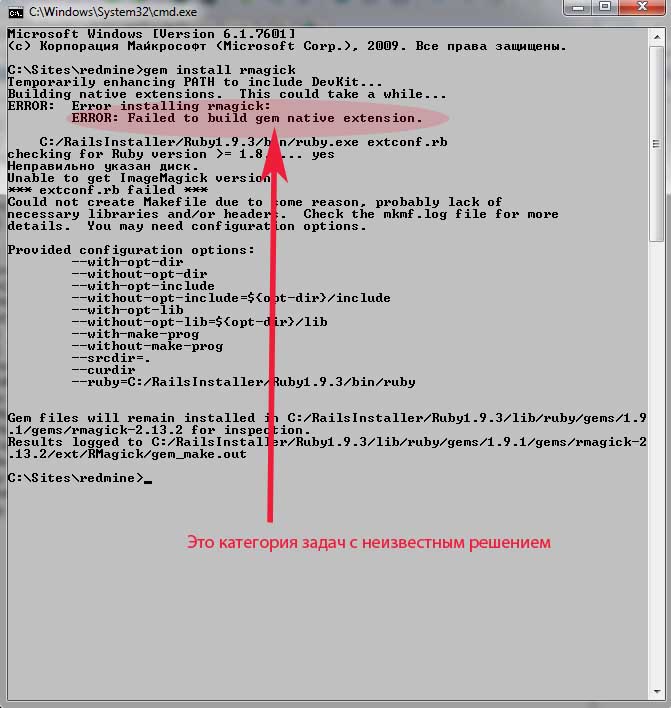 C:\Windows\System32\cmd.exe
Microsoft Windows [Version 6.1.7601]
(c) Корпорация Майкрософт (Microsoft Corp.), 2009. Все права защищены.
C:\Sites\redmine>gem install rmagick
Temporarily enhancing PATH to include DevKit...
Building native extensions.  This could take a while...
ERROR:  Error installing rmagick:
ERROR: Failed to build gem native extension.
C:/RailsInstaller/Ruby1.9.3/bin/ruby.exe extconf.rb
checking for Ruby version >= 1.8 ... yes
Неправильно указан диск.
Unable to get ImageMagick version
*** extconf.rb failed ***
Could not create Makefile due to some reason, probably lack of
necessary libraries and/or headers.  Check the mkmf.log file for more
details.  You may need configuration options.
Provided configuration options:
--with-opt-dir
--without-opt-dir
--with-opt-include
--without-opt-include=${opt-dir}/include
--with-opt-lib
--without-opt-lib=${opt-dir}/lib
--with-make-prog
--without-make-prog
--srcdir=.
--curdir
--ruby=C:/RailsInstaller/Ruby1.9.3/bin/ruby
Gem files will remain installed in C:/RailsInstaller/Ruby1.9.3/lib/ruby/gems/1.9
.1/gems/rmagick-2.13.2 for inspection.
Results logged to C:/RailsInstaller/Ruby1.9.3/lib/ruby/gems/1.9.1/gems/rmagick-2
.13.2/ext/RMagick/gem_make.out
C:\Sites\redmine>_
Это категория задач с неизвестным решением